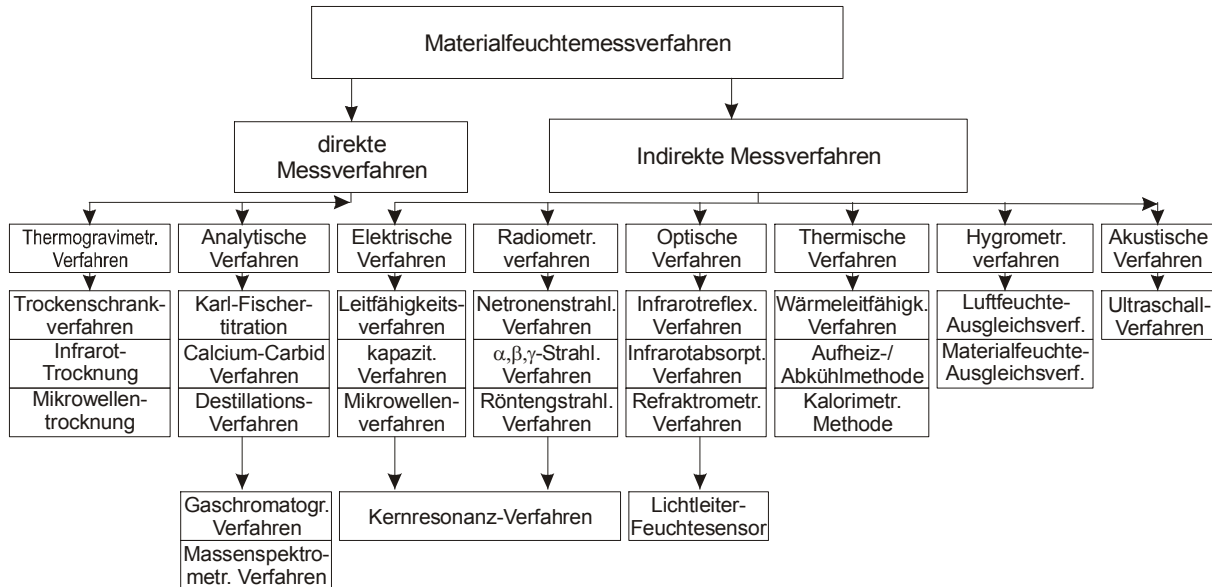 Materialfeuchtemessverfahren
direkte
Messverfahren
Indirekte Messverfahren
Thermogravimetr.
Verfahren
Analytische
Verfahren
Elektrische
Verfahren
Radiometr.
verfahren
Optische
Verfahren
Thermische
Verfahren
Hygrometr.
verfahren
Akustische
Verfahren
Trockenschrank-
verfahren
Infrarot-
Trocknung
Mikrowellen-
trocknung
Karl-Fischer-
titration
Calcium-Carbid
Verfahren
Destillations-
Verfahren
Leitfähigkeits-
verfahren
kapazit.
Verfahren
Mikrowellen-
verfahren
Netronenstrahl.
Verfahren
α,β,γ-Strahl.
Verfahren
Röntengstrahl.
Verfahren
Infrarotreflex.
Verfahren
Infrarotabsorpt.
Verfahren
Refraktrometr.
Verfahren
Wärmeleitfähigk.
Verfahren
Aufheiz-/
Abkühlmethode
Kalorimetr.
Methode
Luftfeuchte-
Ausgleichsverf.
Materialfeuchte-
Ausgleichsverf.
Ultraschall-
Verfahren
Gaschromatogr.
Verfahren
Massenspektro-
metr. Verfahren
Kernresonanz-Verfahren
Lichtleiter-
Feuchtesensor